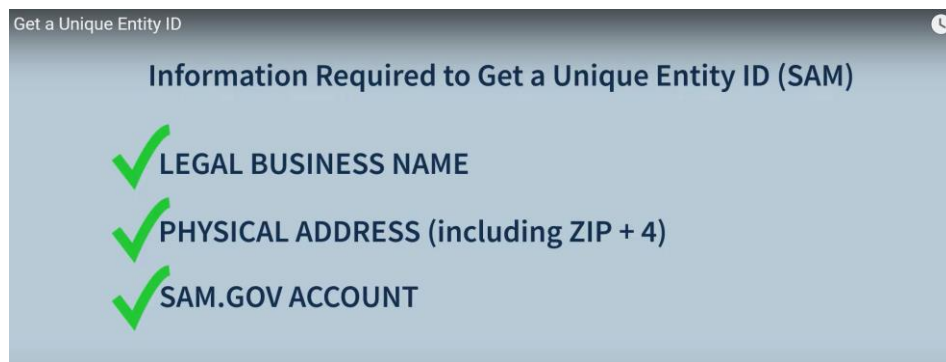 Get a Unique Entity ID
Information Required to Get a Unique Entity ID (SAM)
LEGAL BUSINESS NAME
PHYSICAL ADDRESS (including ZIP + 4)
SAM.GOV ACCOUNT